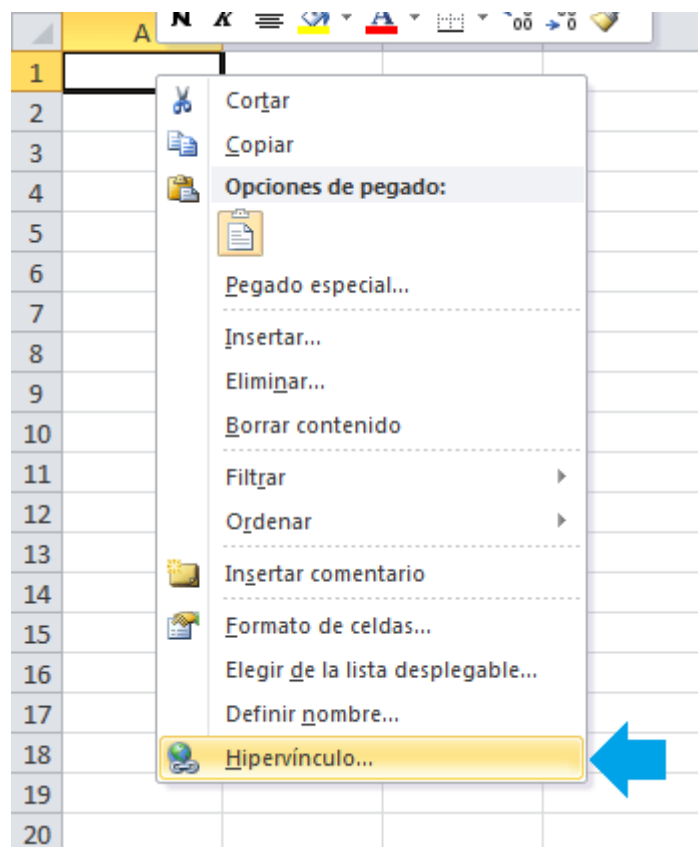 N K A
A
1
2
3
4
5
6
7
8
9
10
11
12
13
14
15
16
17
18
19
20
Cortar
Copiar
Opciones de pegado:
Pegado especial...
Insertar...
Eliminar...
Borrar contenido
Filtrar
Ordenar
Insertar comentario
Formato de celdas...
Elegir de la lista desplegable...
Definir nombre...
Hipervínculo...